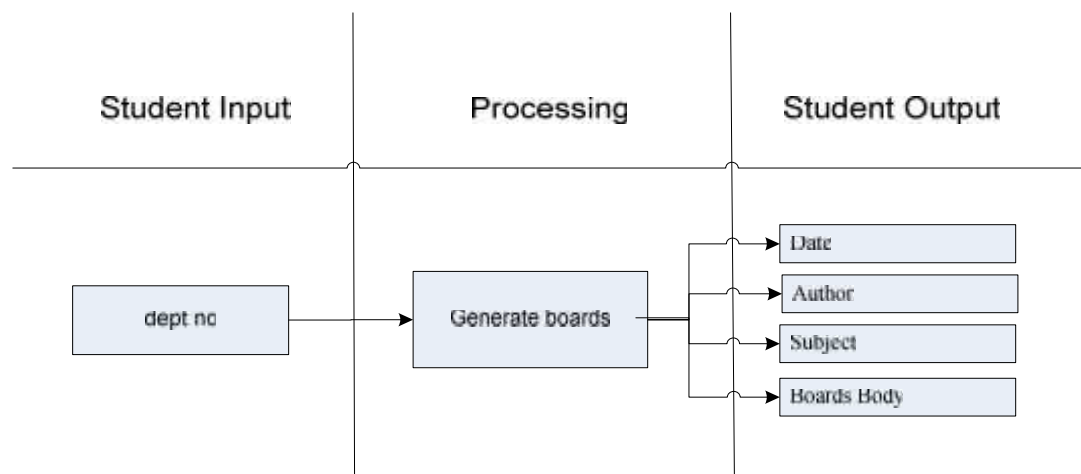 Student Input
Processing
Student Output
dept no
Generate boards
Date
Author
Subject
Boards Body